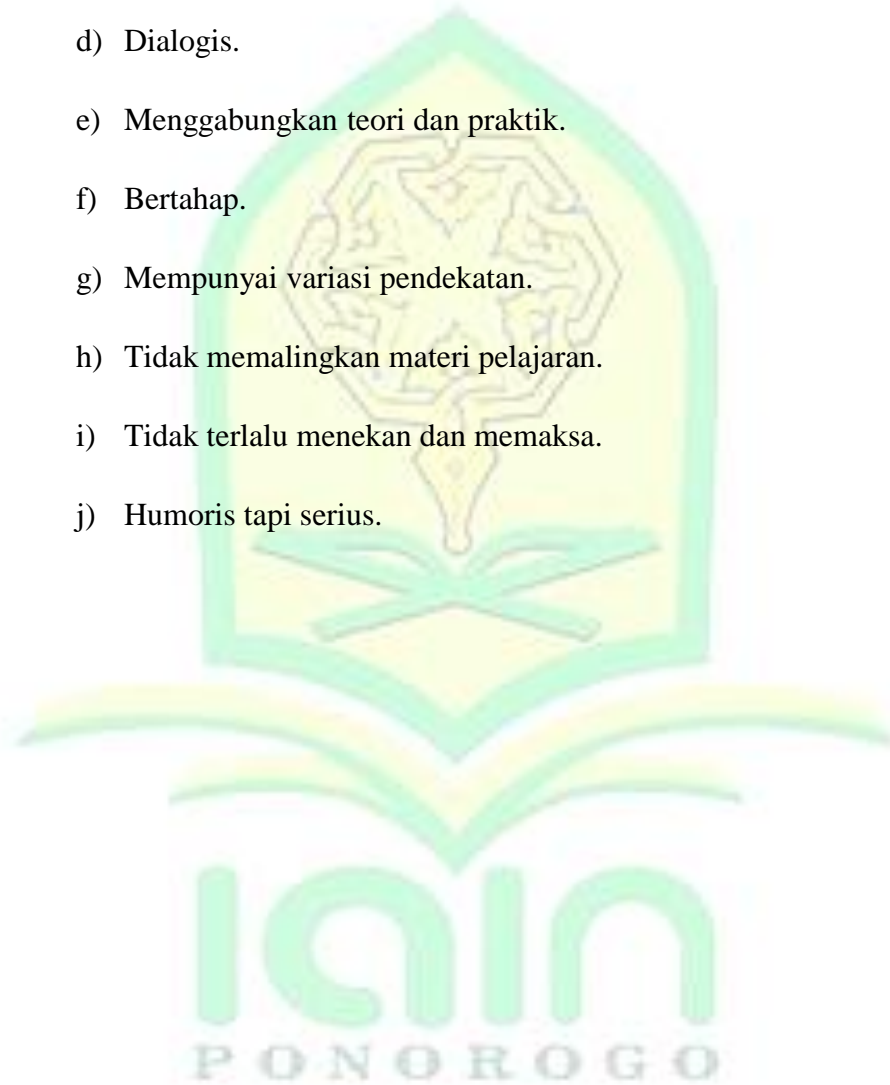 d) Dialogis.
e) Menggabungkan teori dan praktik.
f) Bertahap.
g) Mempunyai variasi pendekatan.
h) Tidak memalingkan materi pelajaran.
i) Tidak terlalu menekan dan memaksa.
j) Humoris tapi serius.
iain
PONOROGO